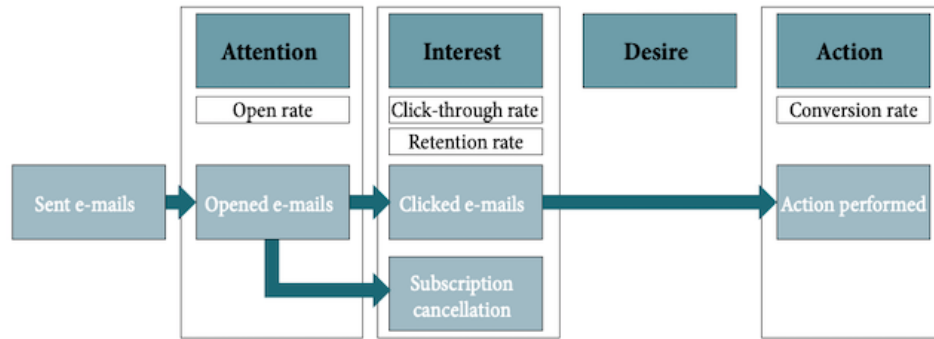 Attention
Interest
Desire
Action
Open rate
Click-through rate
Conversion rate
Retention rate
Sent e-mails
Opened e-mails
Clicked e-mails
Action performed
Subscription
cancellation